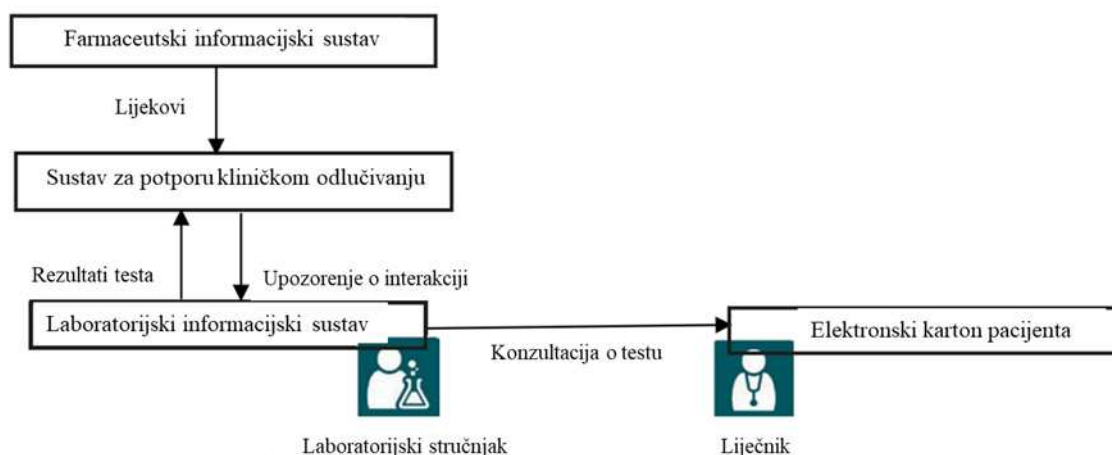 Farmaceutski informacijski sustav
Lijekovi
Sustav za potporu kliničkom odlučivanju
Rezultati testa
Upozorenje o interakciji
Laboratorijski informacijski sustav
Elektronski karton pacijenta
Konzultacija o testu
Laboratorijski stručnjak
Liječnik